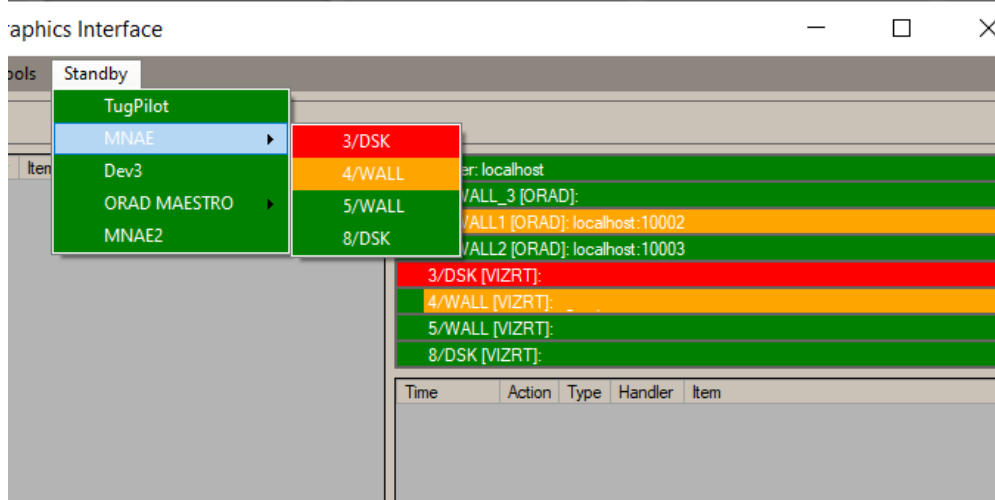 raphics Interface
ools Standby
TugPilot
MNAE
Dev3
ORAD MAESTRO
MNAE2
3/DSK
4/WALL
5/WALL
8/DSK
Iten
er: localhost
WALL_3 [ORAD]:
WALL1 [ORAD]: localhost:10002
WALL2 [ORAD]: localhost:10003
3/DSK [VIZRT]:
4/WALL [VIZRT]:
5/WALL [VIZRT]:
8/DSK [VIZRT]:
Time Action Type Handler Item